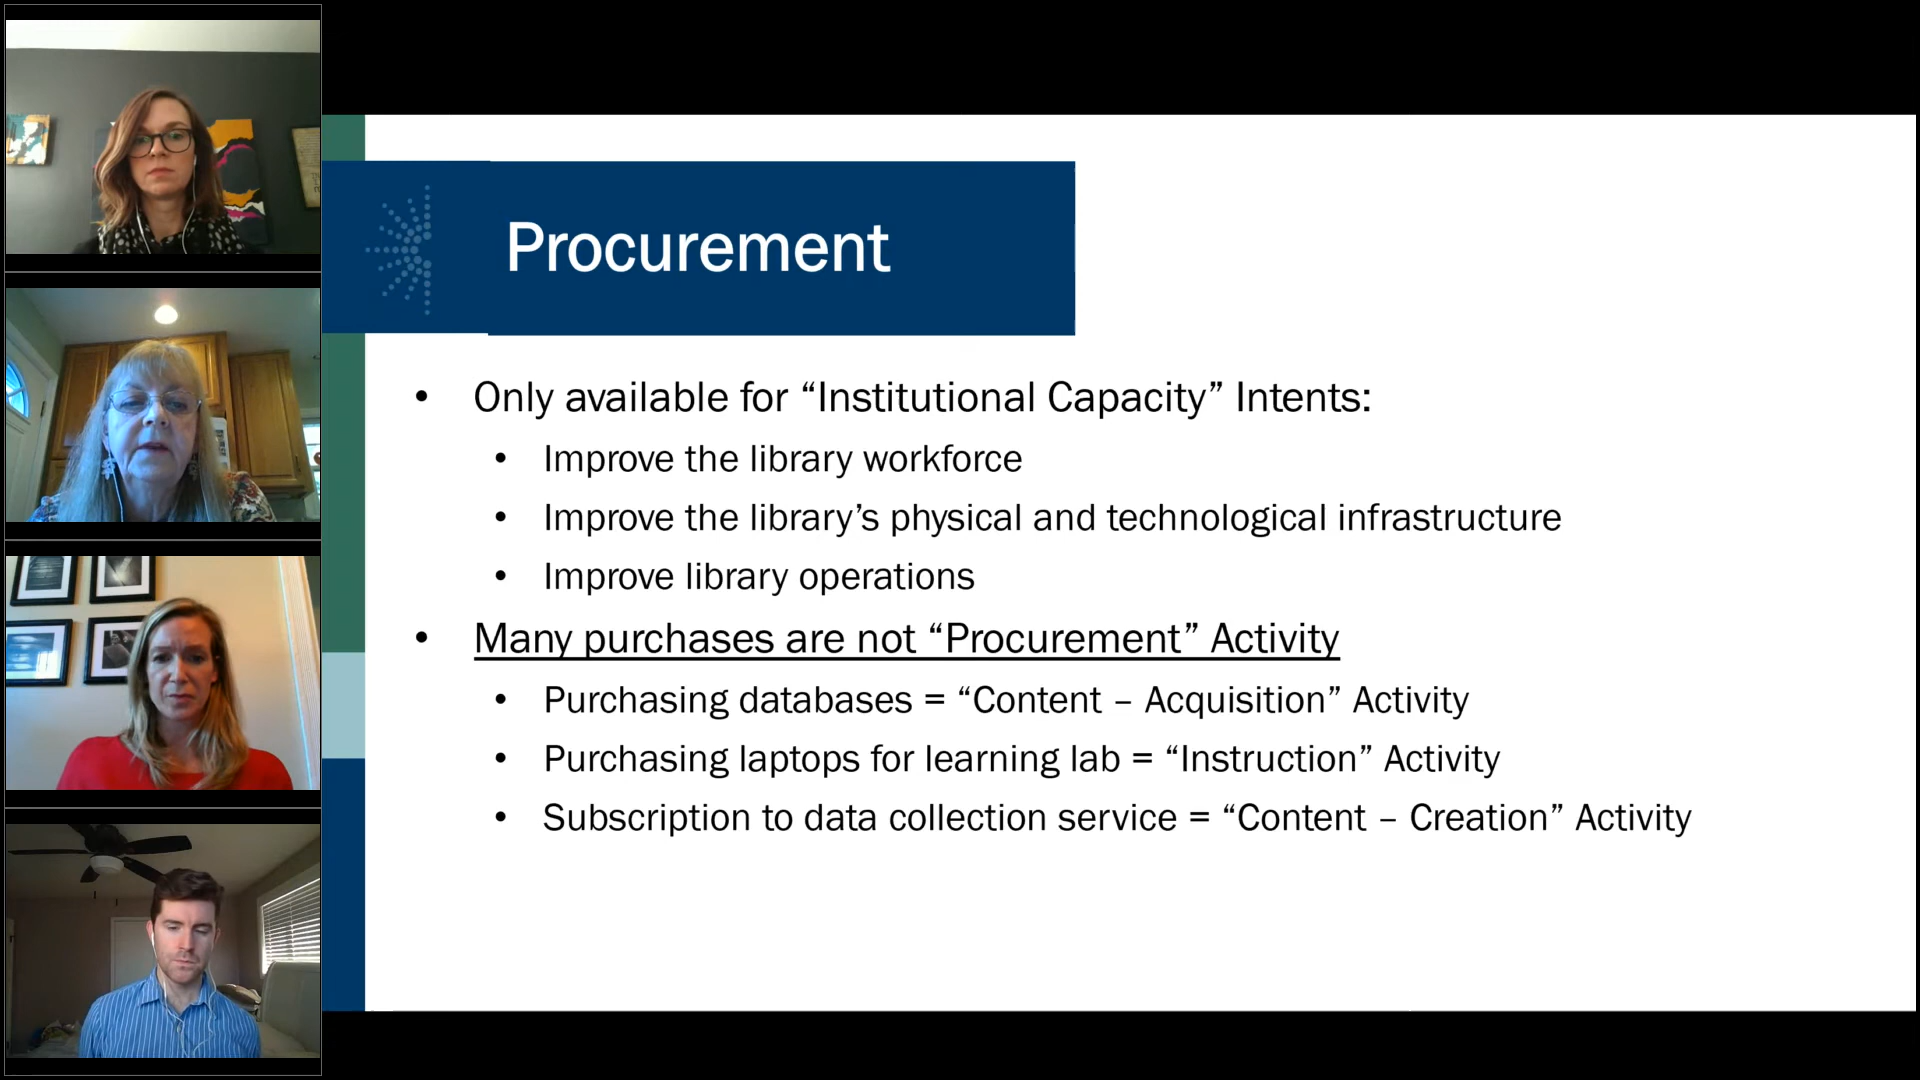 Procurement
• Only available for “Institutional Capacity” Intents:
• Improve the library workforce
• Improve the library’s physical and technological infrastructure
• Improve library operations
• Many purchases are not “Procurement” Activity
• Purchasing databases = “Content – Acquisition” Activity
• Purchasing laptops for learning lab = “Instruction” Activity
• Subscription to data collection service = “Content – Creation” Activity